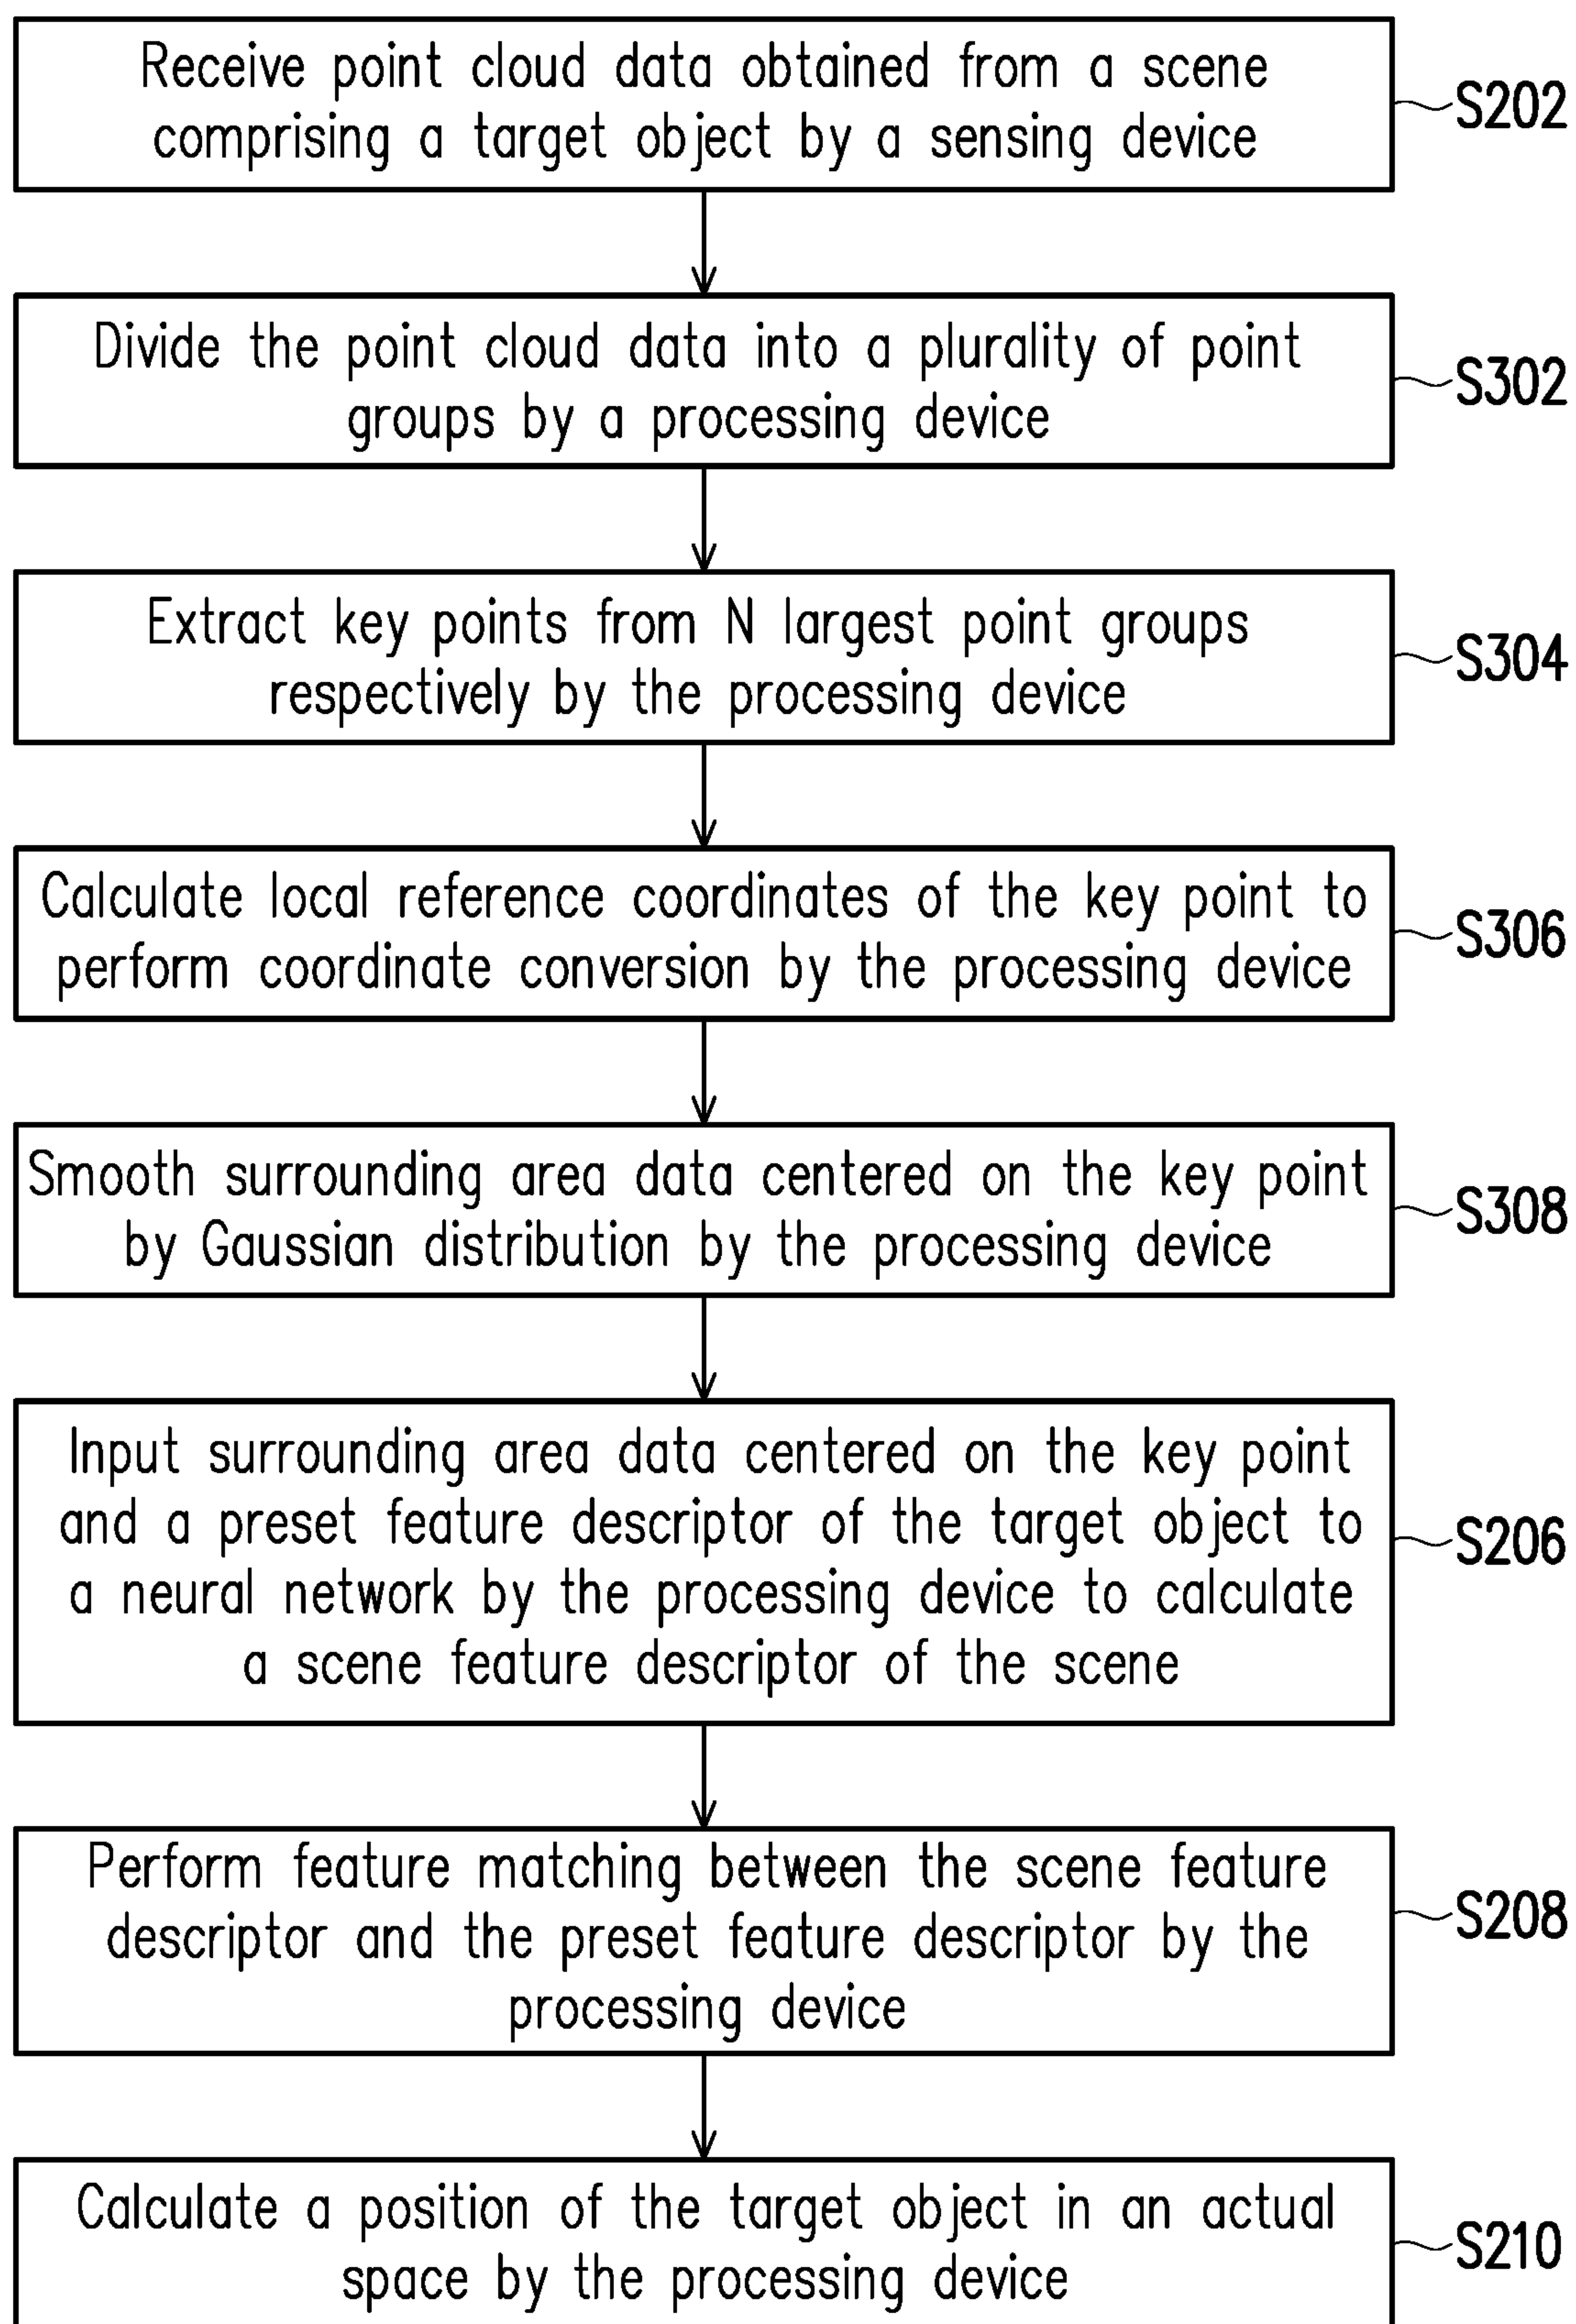 Receive point cloud data obtained from a scene
comprising a target object by a sensing device
S202
Divide the point cloud data into a plurality of point
groups by a processing device
S302
Extract key points from N largest point groups
respectively by the processing device
S304
Calculate local reference coordinates of the key point to
perform coordinate conversion by the processing device
S306
Smooth surrounding area data centered on the key point
by Gaussian distribution by the processing device
S308
Input surrounding area data centered on the key point
and a preset feature descriptor of the target object to
a neural network by the processing device to calculate
a scene feature descriptor of the scene
S206
Perform feature matching between the scene feature
descriptor and the preset feature descriptor by the
processing device
S208
Calculate a position of the target object in an actual
space by the processing device
S210